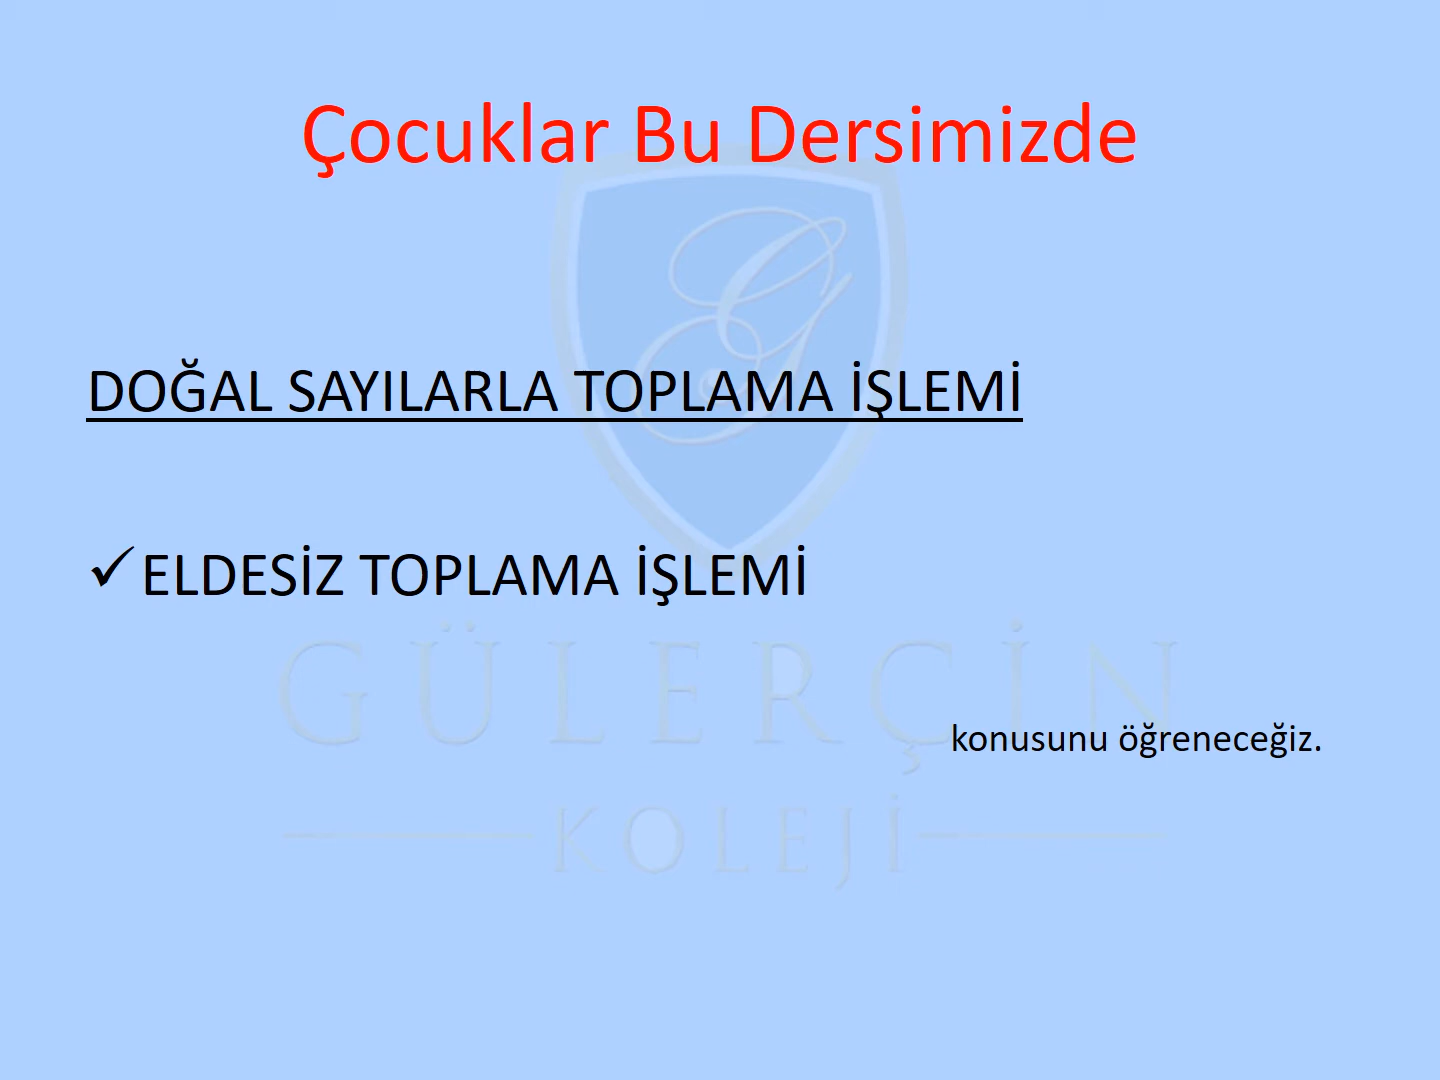 Çocuklar Bu Dersimizde
DOĞAL SAYILARLA TOPLAMA İŞLEMİ
✓ELDESİZ TOPLAMA İŞLEMİ
GÜLERÇİN
konusunu öğreneceğiz.
KOLEJİ